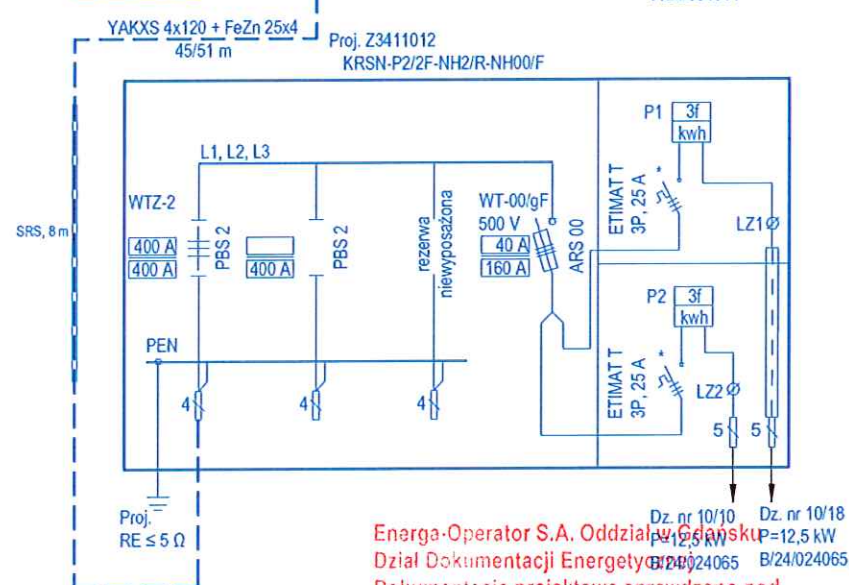 YAKXS 4x120 + FeZn 25x4
45/51 m
Proj. Z3411012
KRSN-P2/2F-NH2/R-NH00/F
SRS, 8 m
L1, L2, L3
WTZ-2
400 A
400 A
PBS 2
400 A
PBS 2
rezerwa
niewyposażona
WT-00/gF
500 V
40 A
160 A
ARS 00
P1
3f
kwh
*
ETIMAT T
3P, 25 A
LZ1
P2
3f
kwh
*
ETIMAT T
3P, 25 A
LZ2
PEN
4
4
4
5
5
Proj.
RE ≤ 5 Ω
Dz. nr 10/10
P=12,5 kW
B/24/024065
Dz. nr 10/18
P=12,5 kW
B/24/024065
Energa-Operator S.A. Oddział w Gdańsku
Dział Dokumentacji Energetycznej